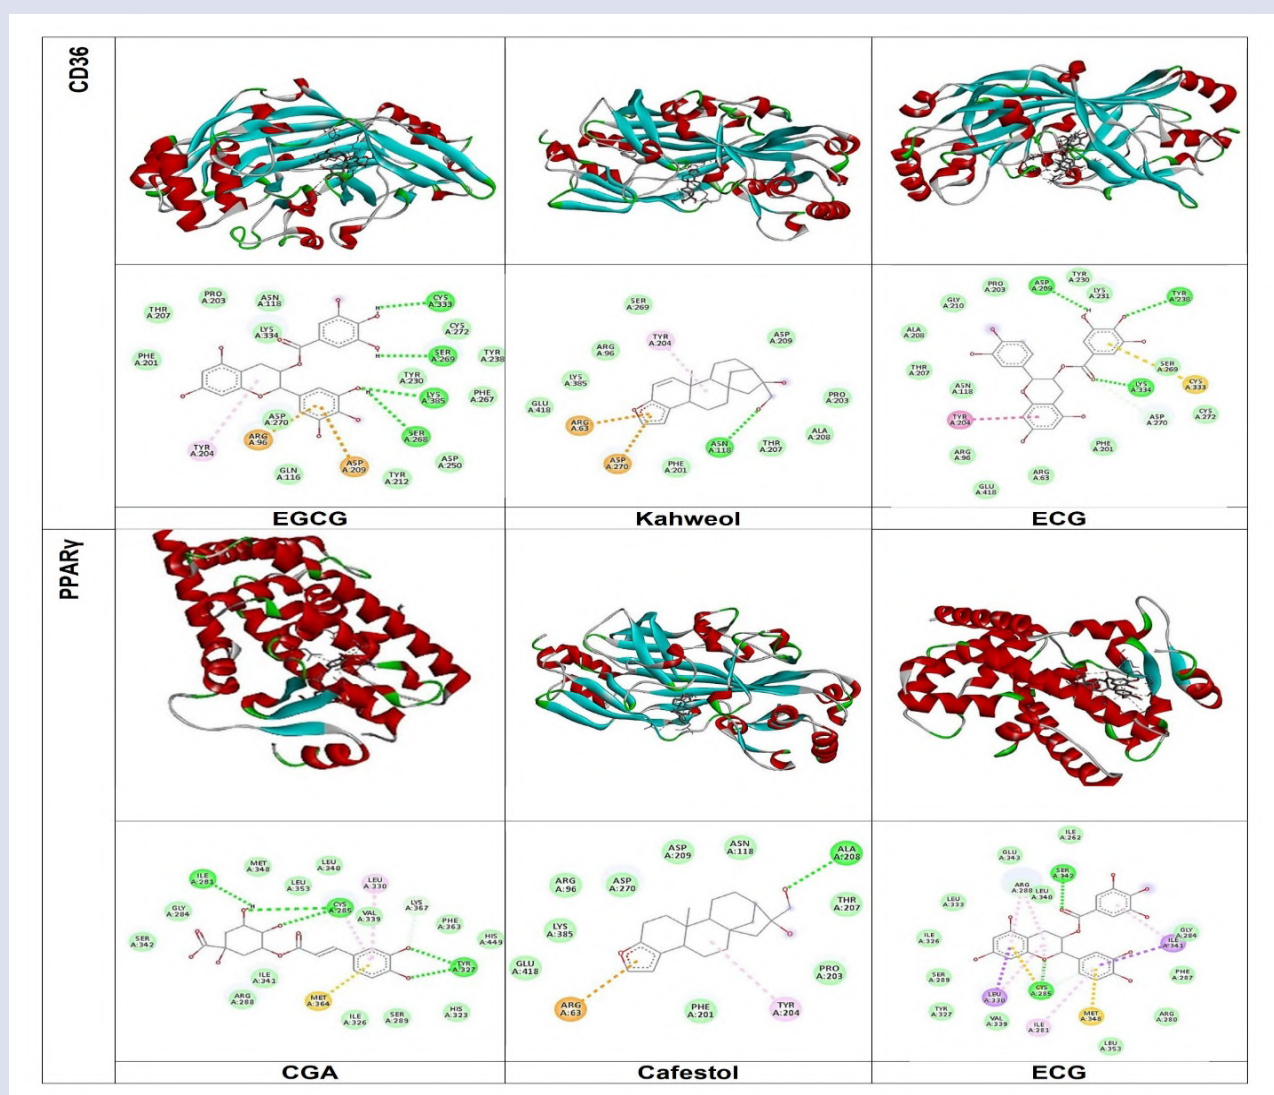 CD36
PRO
A:203
ASN
A:118
CYS
A:333
THR
A:207
LYS
A:334
CYS
A:272
PHE
A:201
SER
A:269
TYR
A:238
TYR
A:230
LYS
A:385
PHE
A:267
ASP
A:270
ARG
A:96
TYR
A:204
SER
A:268
GLN
A:116
ASP
A:209
TYR
A:212
ASP
A:250
EGCG
SER
A:269
TYR
A:204
ASP
A:209
ARG
A:96
LYS
A:385
GLU
A:418
PRO
A:203
ARG
A:63
ALA
A:208
ASN
A:118
THR
A:207
ASP
A:270
PHE
A:201
Kahweol
PRO
A:203
ASP
A:209
TYR
A:230
LYS
A:231
TYR
A:238
GLY
A:210
ALA
A:208
THR
A:207
SER
A:269
ASN
A:118
LYS
A:334
CYS
A:333
TYR
A:204
ASP
A:270
CYS
A:272
ARG
A:96
PHE
A:201
ARG
A:63
GLU
A:418
ECG
PPARγ
ILE
A:281
MET
A:348
LEU
A:340
LEU
A:353
LEU
A:330
GLY
A:284
CYS
A:285
VAL
A:339
LYS
A:367
PHE
A:363
SER
A:342
HIS
A:449
ILE
A:341
TYR
A:327
ARG
A:288
MET
A:364
ILE
A:326
SER
A:289
HIS
A:323
CGA
ASP
A:209
ASN
A:118
ALA
A:208
ARG
A:96
ASP
A:270
THR
A:207
LYS
A:385
GLU
A:418
PRO
A:203
ARG
A:63
PHE
A:201
TYR
A:204
Cafestol
ILE
A:262
GLU
A:343
SER
A:342
ARG
A:288
LEU
A:340
LEU
A:333
GLY
A:284
ILE
A:326
ILE
A:341
SER
A:289
PHE
A:287
LEU
A:330
CYS
A:285
TYR
A:327
VAL
A:339
ILE
A:281
MET
A:348
ARG
A:280
LEU
A:353
ECG